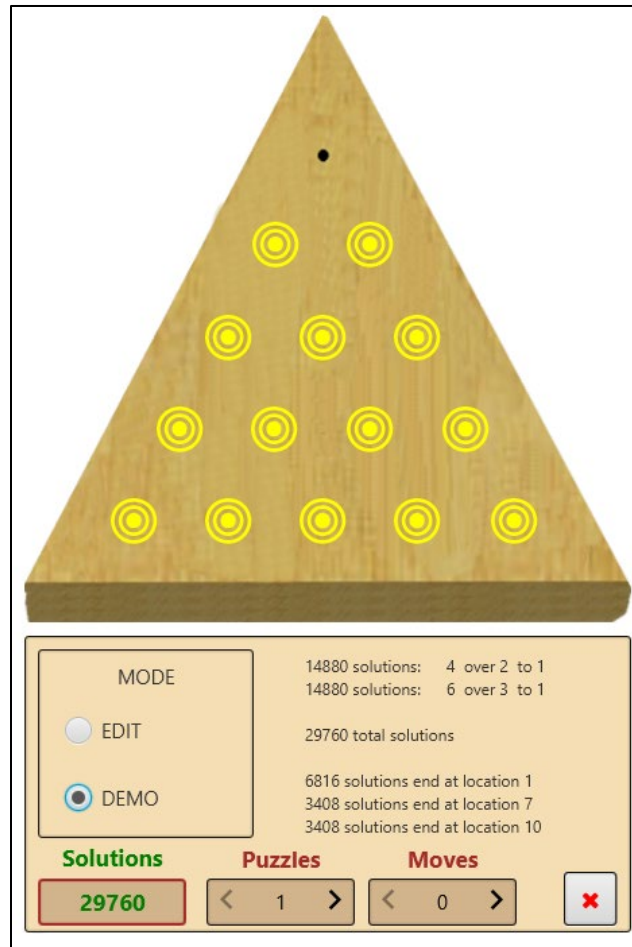 MODE
EDIT
DEMO
14880 solutions: 4 over 2 to 1
14880 solutions: 6 over 3 to 1
29760 total solutions
6816 solutions end at location 1
3408 solutions end at location 7
3408 solutions end at location 10
Solutions
29760
Puzzles
< 1 >
Moves
< 0 >